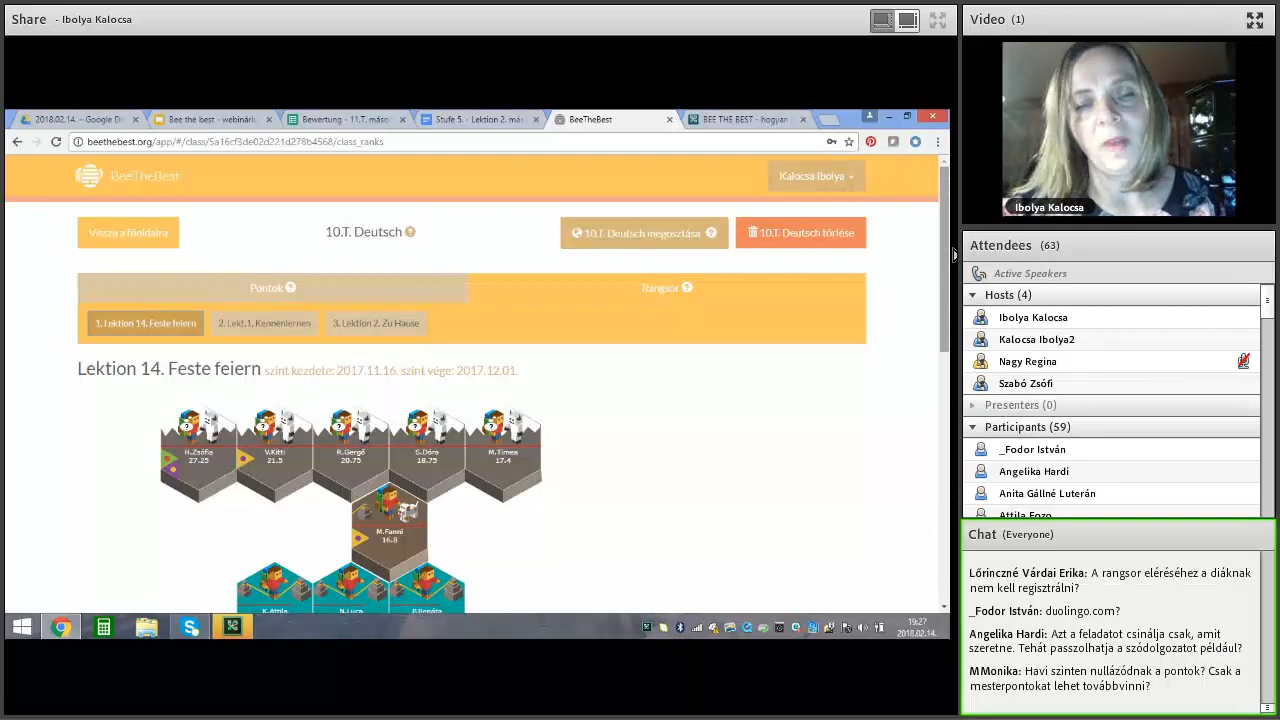 Share - Ibolya Kalocsa
2018.02.14. - Google D
Bee the best - webinári
Bewertung - 11.T. máso
Stufe 5. - Lektion 2. má
BeeTheBest
BEE THE BEST - hogyan
beethebest.org/app/#/class/5a16cf3de02d221d278b4568/class_ranks
BeeTheBest
Kalocsa Ibolya
Vissza a főoldalra
10.T. Deutsch ?
10.T. Deutsch megosztása ?
10.T. Deutsch törlése
Pontok ?
Rangsor ?
1. Lektion 14. Feste feiern
2. Lekt.1. Kennenlernen
3. Lektion 2. Zu Hause
Lektion 14. Feste feiern szint kezdete: 2017.11.16. szint vége: 2017.12.01.
H.Zsófia
27.25
V.Kitti
21.5
R.Gergő
20.75
S.Dóra
18.75
M.Tímea
17.4
M.Fanni
16.8
K.Attila
N.Luca
B.Renáta
19:27
2018.02.14.
Video (1)
Ibolya Kalocsa
Attendees (63)
Active Speakers
Hosts (4)
Ibolya Kalocsa
Kalocsa Ibolya2
Nagy Regina
Szabó Zsófi
Presenters (0)
Participants (59)
_Fodor István
Angelika Hardi
Anita Gállné Luterán
Attila Fozo
Chat (Everyone)
Lőrinczné Várdai Erika: A rangsor eléréséhez a diáknak
nem kell regisztrálni?
_Fodor István: duolingo.com?
Angelika Hardi: Azt a feladatot csinálja csak, amit
szeretne. Tehát passzolhatja a szódolgozatot például?
MMonika: Havi szinten nullázódnak a pontok? Csak a
mesterpontokat lehet továbbvinni?